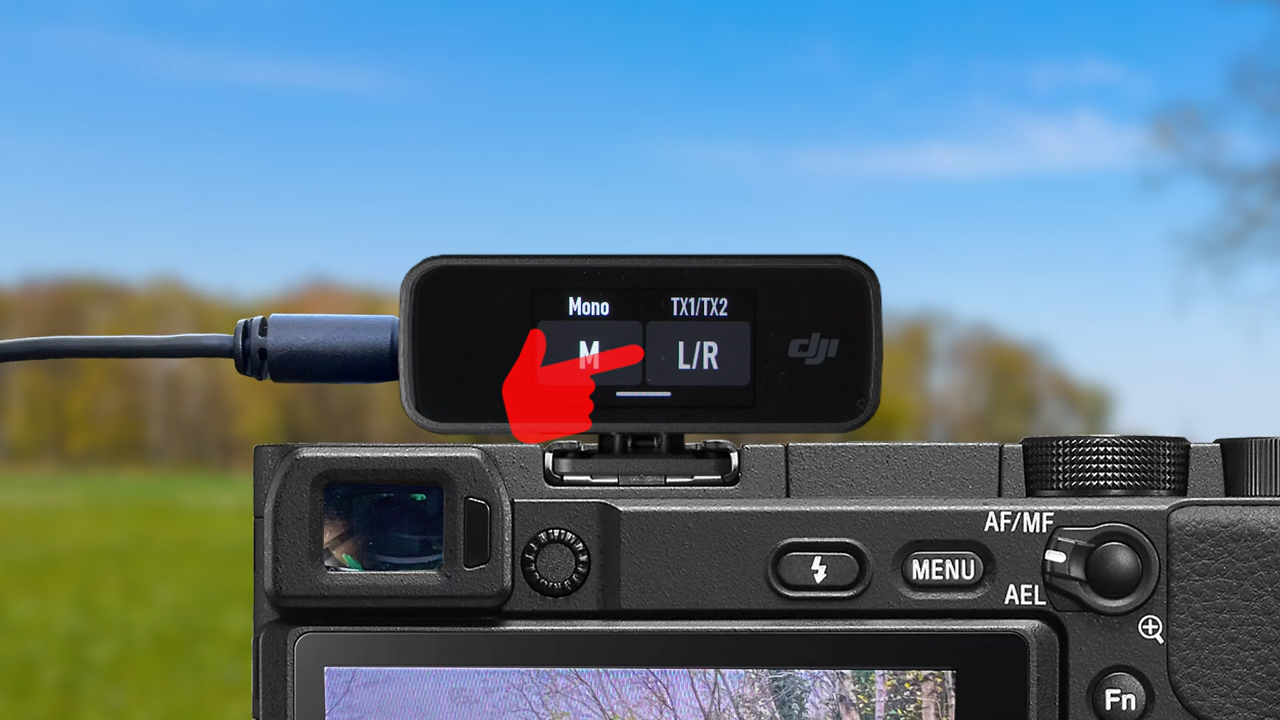 Mono TX1/TX2
M L/R
dji
AF/MF
MENU
AEL
Fn